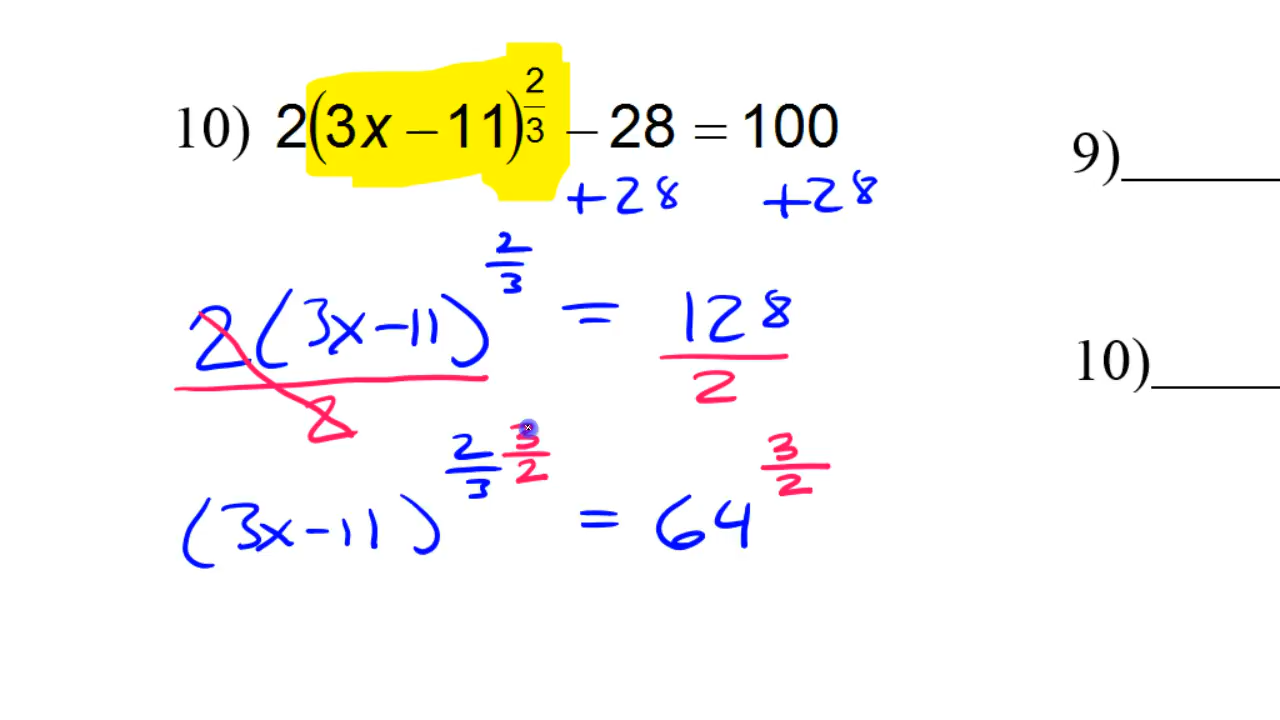 10) 2(3x − 11)^(2/3) − 28 = 100
9)
+28 +28
2(3x − 11)^(2/3) = 128
2 2
10)
(3x − 11)^(2/3 3/2) = 64^(3/2)